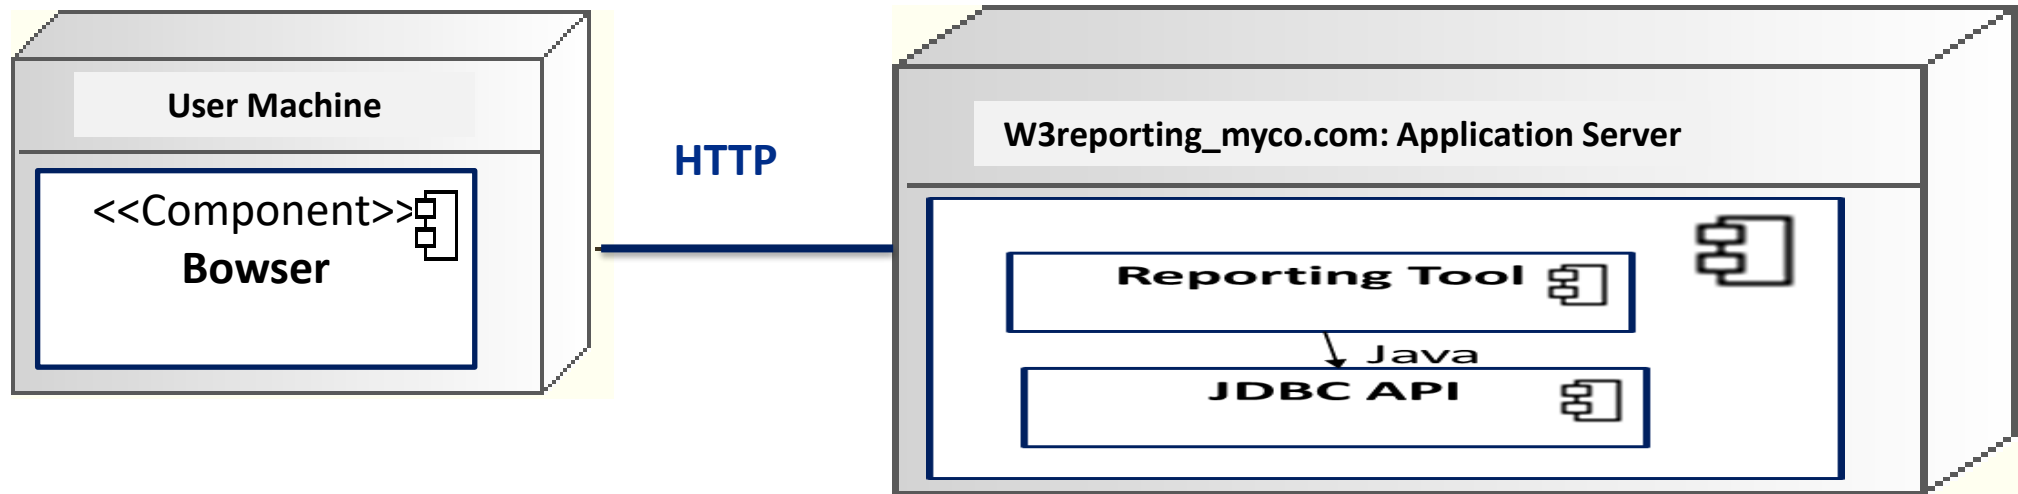 User Machine
<<Component>>
Bowser
HTTP
W3reporting_myco.com: Application Server
Reporting Tool
Java
JDBC API